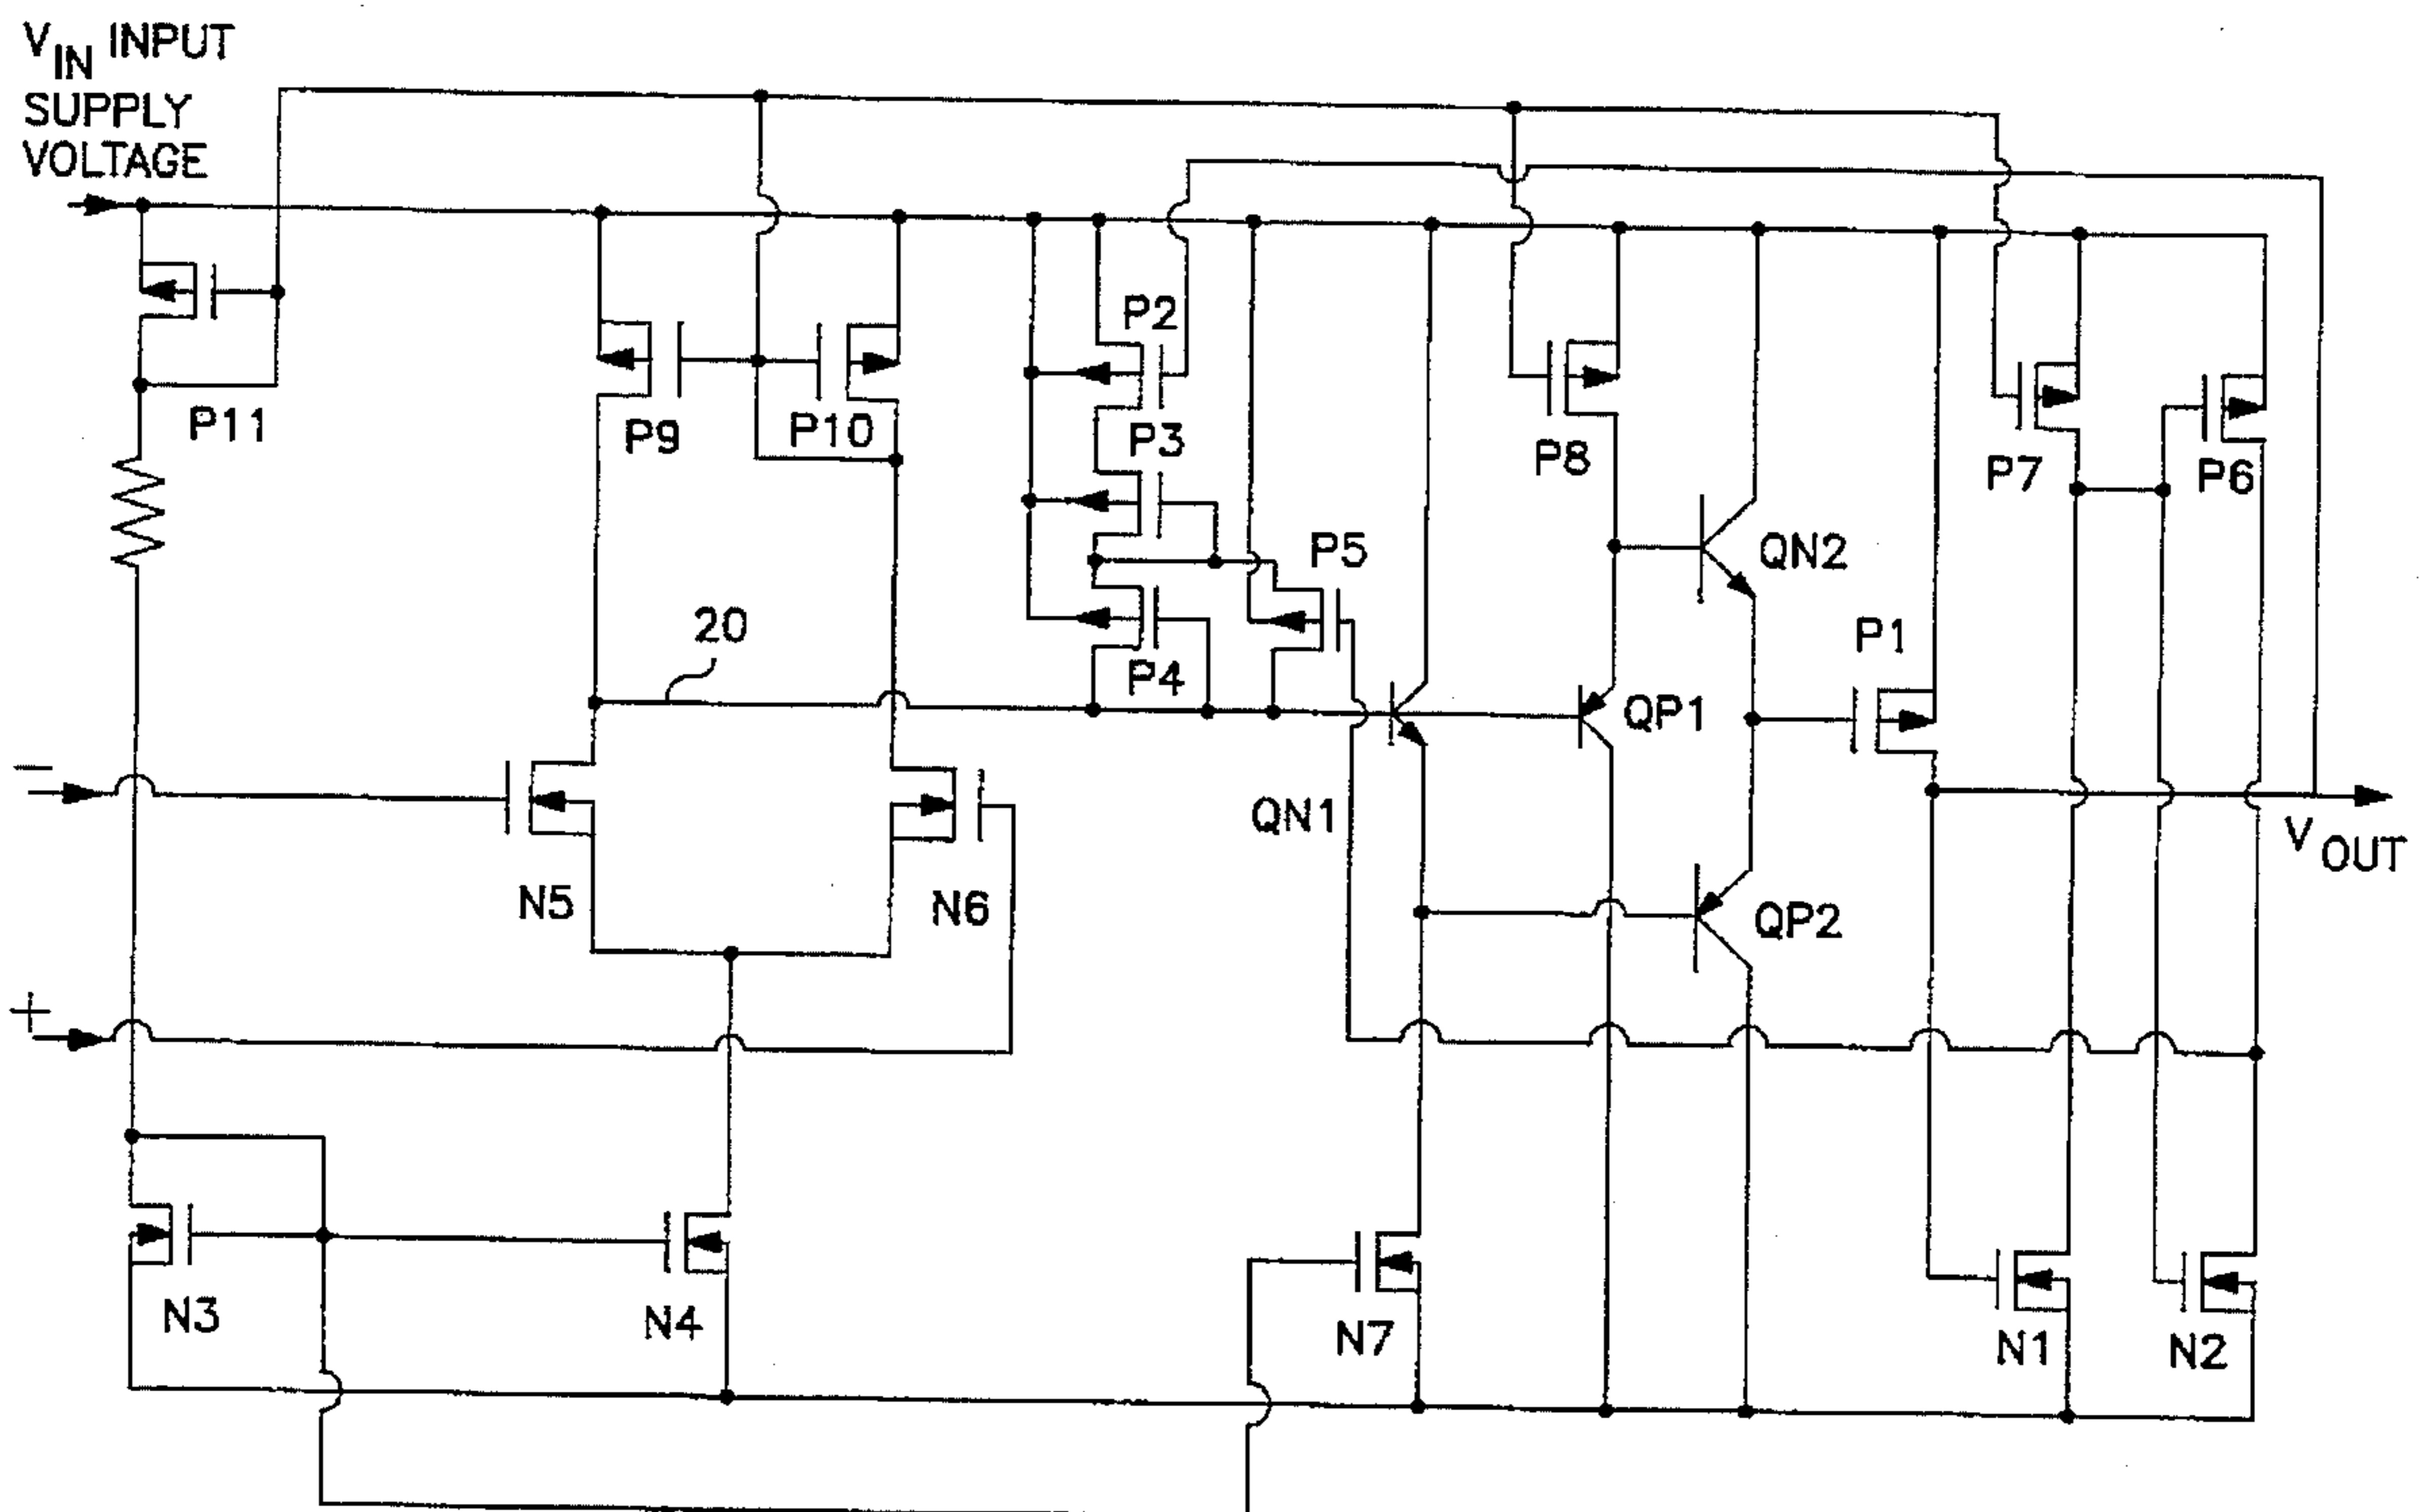 VIN INPUT
SUPPLY
VOLTAGE
P11
P9
P10
P2
P3
P4
P5
P8
P7
P6
QN2
20
P1
QP1
−
QN1
VOUT
N5
N6
QP2
+
N3
N4
N7
N1
N2